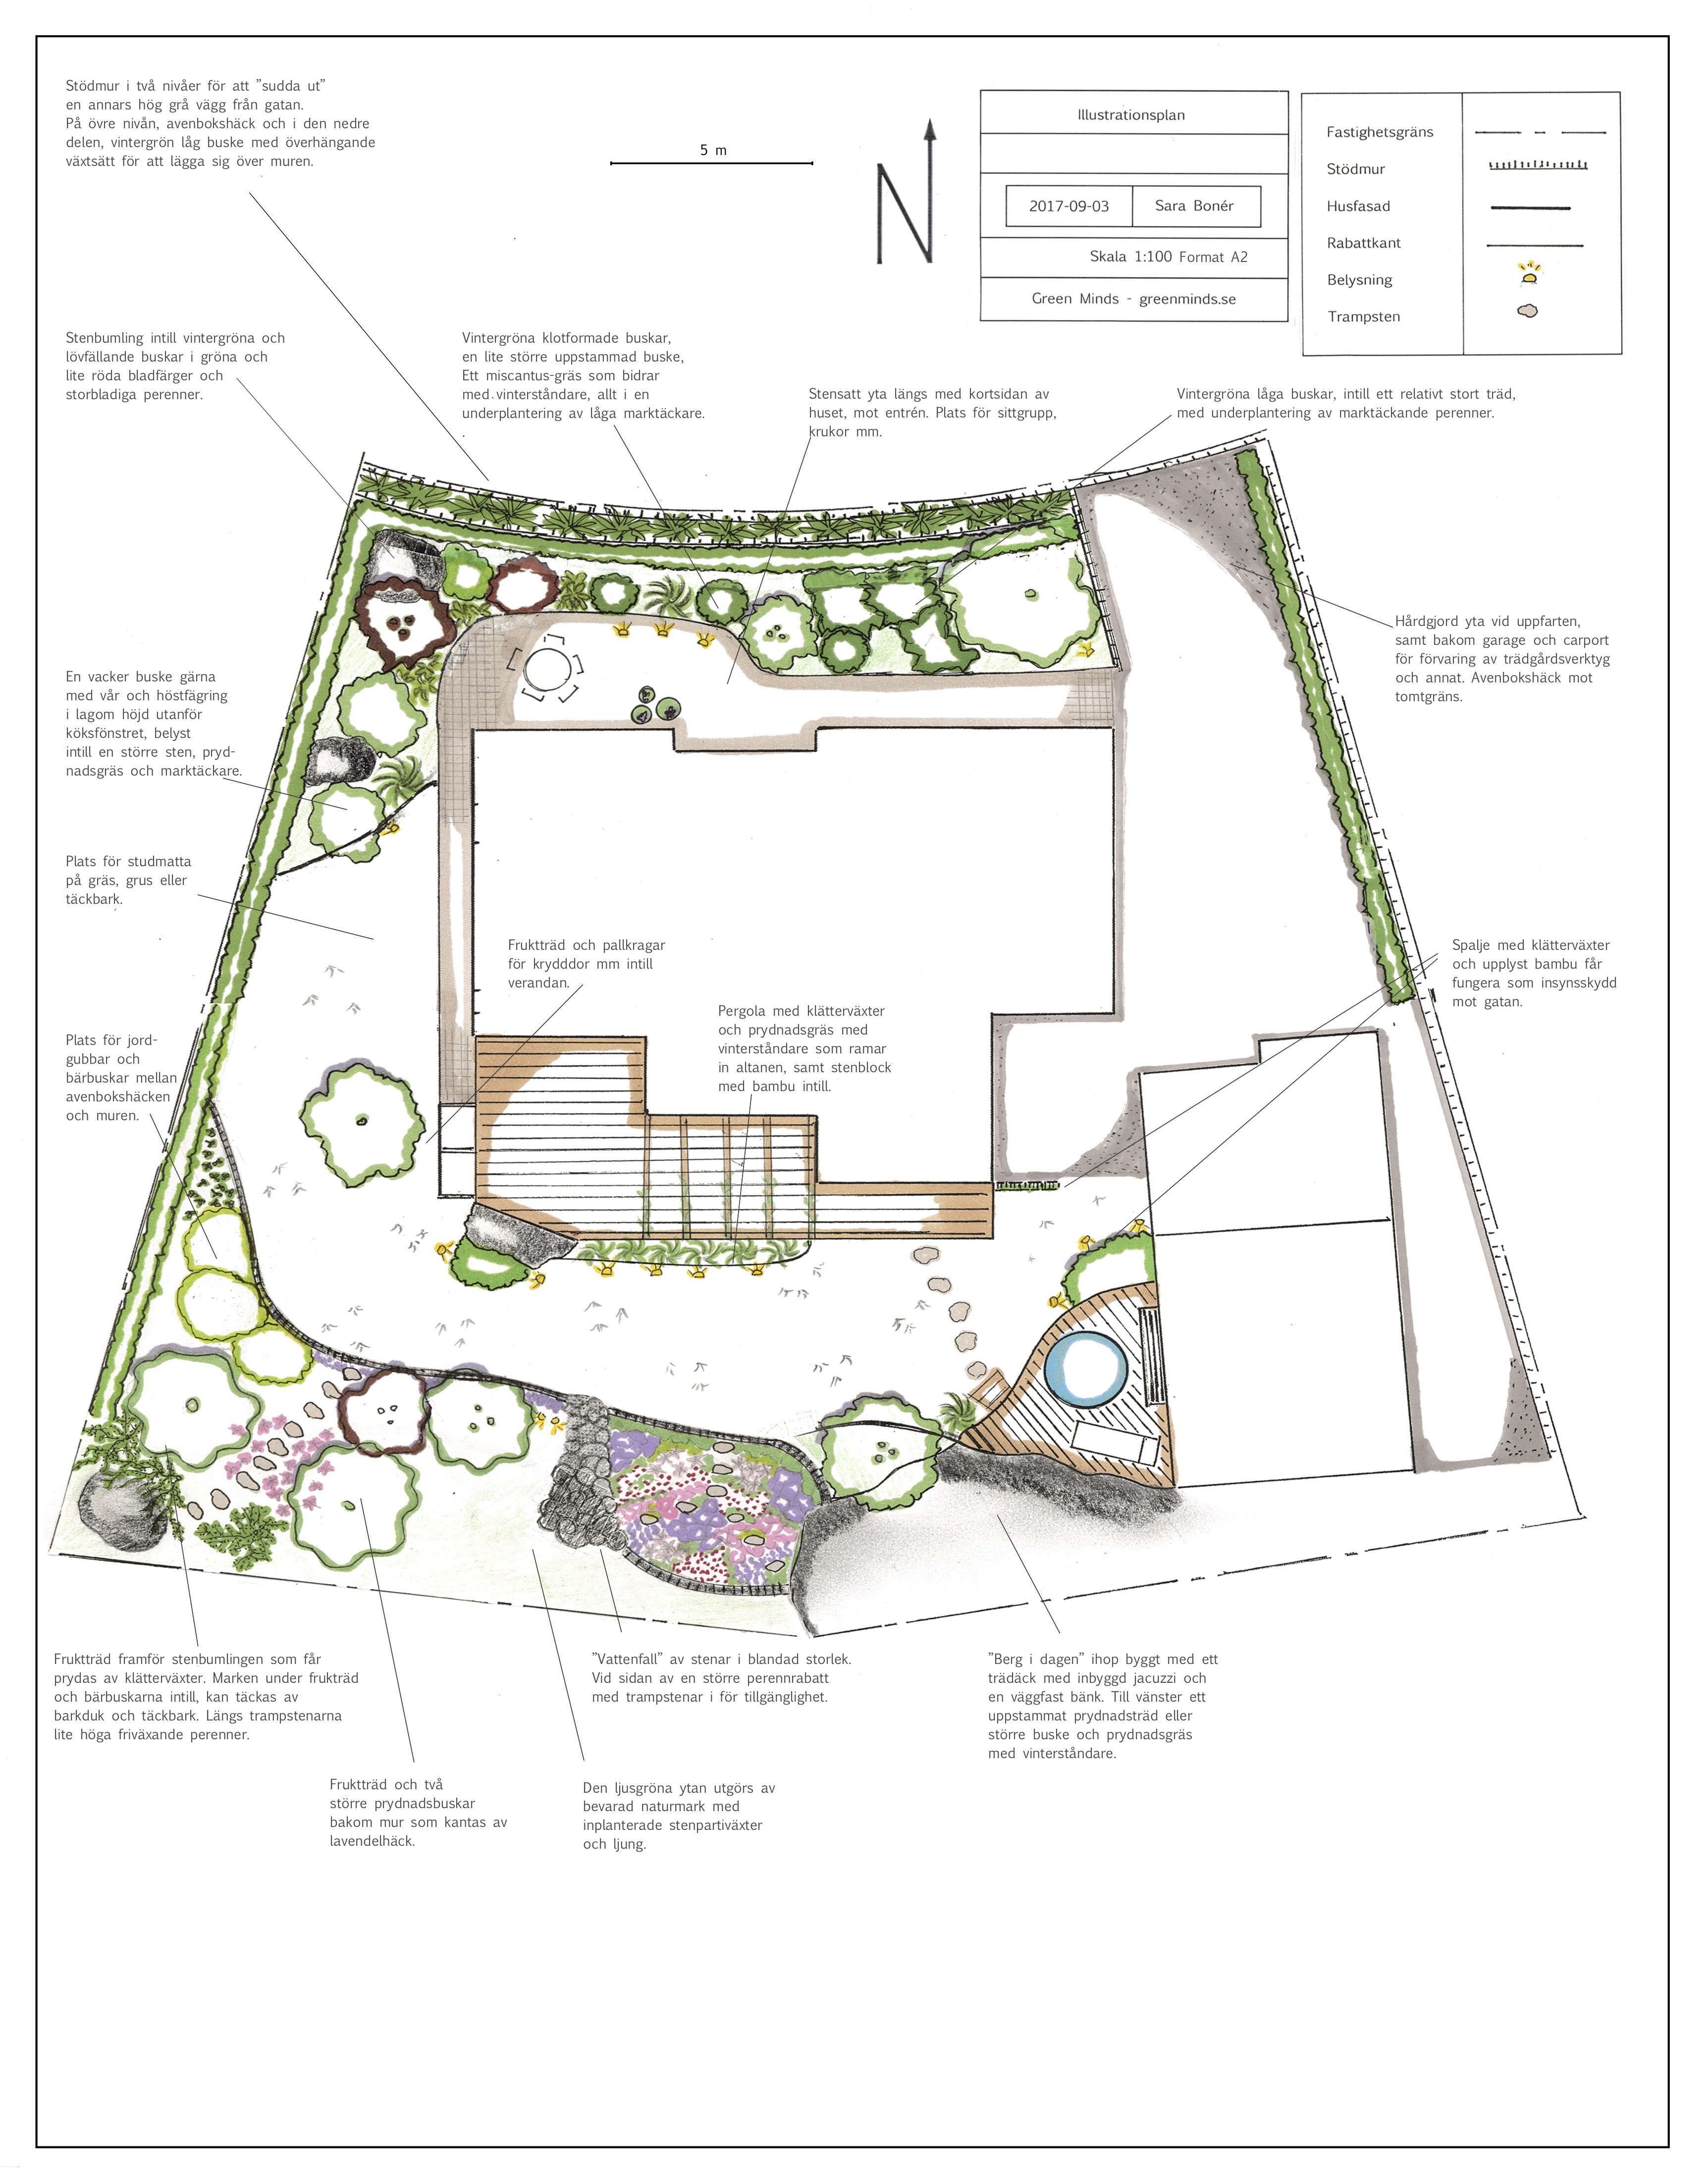 Stödmur i två nivåer för att ”sudda ut”
en annars hög grå vägg från gatan.
På övre nivån, avenbokshäck och i den nedre
delen, vintergrön låg buske med överhängande
växtsätt för att lägga sig över muren.
5 m
N
Illustrationsplan
2017-09-03 Sara Bonér
Skala 1:100 Format A2
Green Minds - greenminds.se
Fastighetsgräns
Stödmur
Husfasad
Rabattkant
Belysning
Trampsten
Stenbumling intill vintergröna och
lövfällande buskar i gröna och
lite röda bladfärger och
storbladiga perenner.
Vintergröna klotformade buskar,
en lite större uppstammad buske,
Ett miscantus-gräs som bidrar
med vinterståndare, allt i en
underplantering av låga marktäckare.
Stensatt yta längs med kortsidan av
huset, mot entrén. Plats för sittgrupp,
krukor mm.
Vintergröna låga buskar, intill ett relativt stort träd,
med underplantering av marktäckande perenner.
Hårdgjord yta vid uppfarten,
samt bakom garage och carport
för förvaring av trädgårdsverktyg
och annat. Avenbokshäck mot
tomtgräns.
En vacker buske gärna
med vår och höstfägring
i lagom höjd utanför
köksfönstret, belyst
intill en större sten, pryd-
nadsgräs och marktäckare.
Plats för studmatta
på gräs, grus eller
täckbark.
Fruktträd och pallkragar
för krydddor mm intill
verandan.
Spalje med klätterväxter
och upplyst bambu får
fungera som insynsskydd
mot gatan.
Pergola med klätterväxter
och prydnadsgräs med
vinterståndare som ramar
in altanen, samt stenblock
med bambu intill.
Plats för jord-
gubbar och
bärbuskar mellan
avenbokshäcken
och muren.
Fruktträd framför stenbumlingen som får
prydas av klätterväxter. Marken under frukträd
och bärbuskarna intill, kan täckas av
barkduk och täckbark. Längs trampstenarna
lite höga friväxande perenner.
”Vattenfall” av stenar i blandad storlek.
Vid sidan av en större perennrabatt
med trampstenar i för tillgänglighet.
”Berg i dagen” ihop byggt med ett
trädäck med inbyggd jacuzzi och
en väggfast bänk. Till vänster ett
uppstammat prydnadsträd eller
större buske och prydnadsgräs
med vinterståndare.
Fruktträd och två
större prydnadsbuskar
bakom mur som kantas av
lavendelhäck.
Den ljusgröna ytan utgörs av
bevarad naturmark med
inplanterade stenpartiväxter
och ljung.